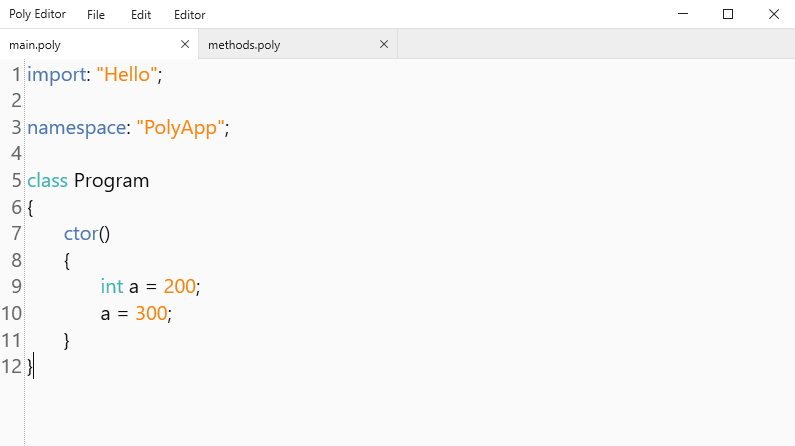 Poly Editor File Edit Editor
main.poly methods.poly
1 import: "Hello";
2
3 namespace: "PolyApp";
4
5 class Program
6 {
7 ctor()
8 {
9 int a = 200;
10 a = 300;
11 }
12 }